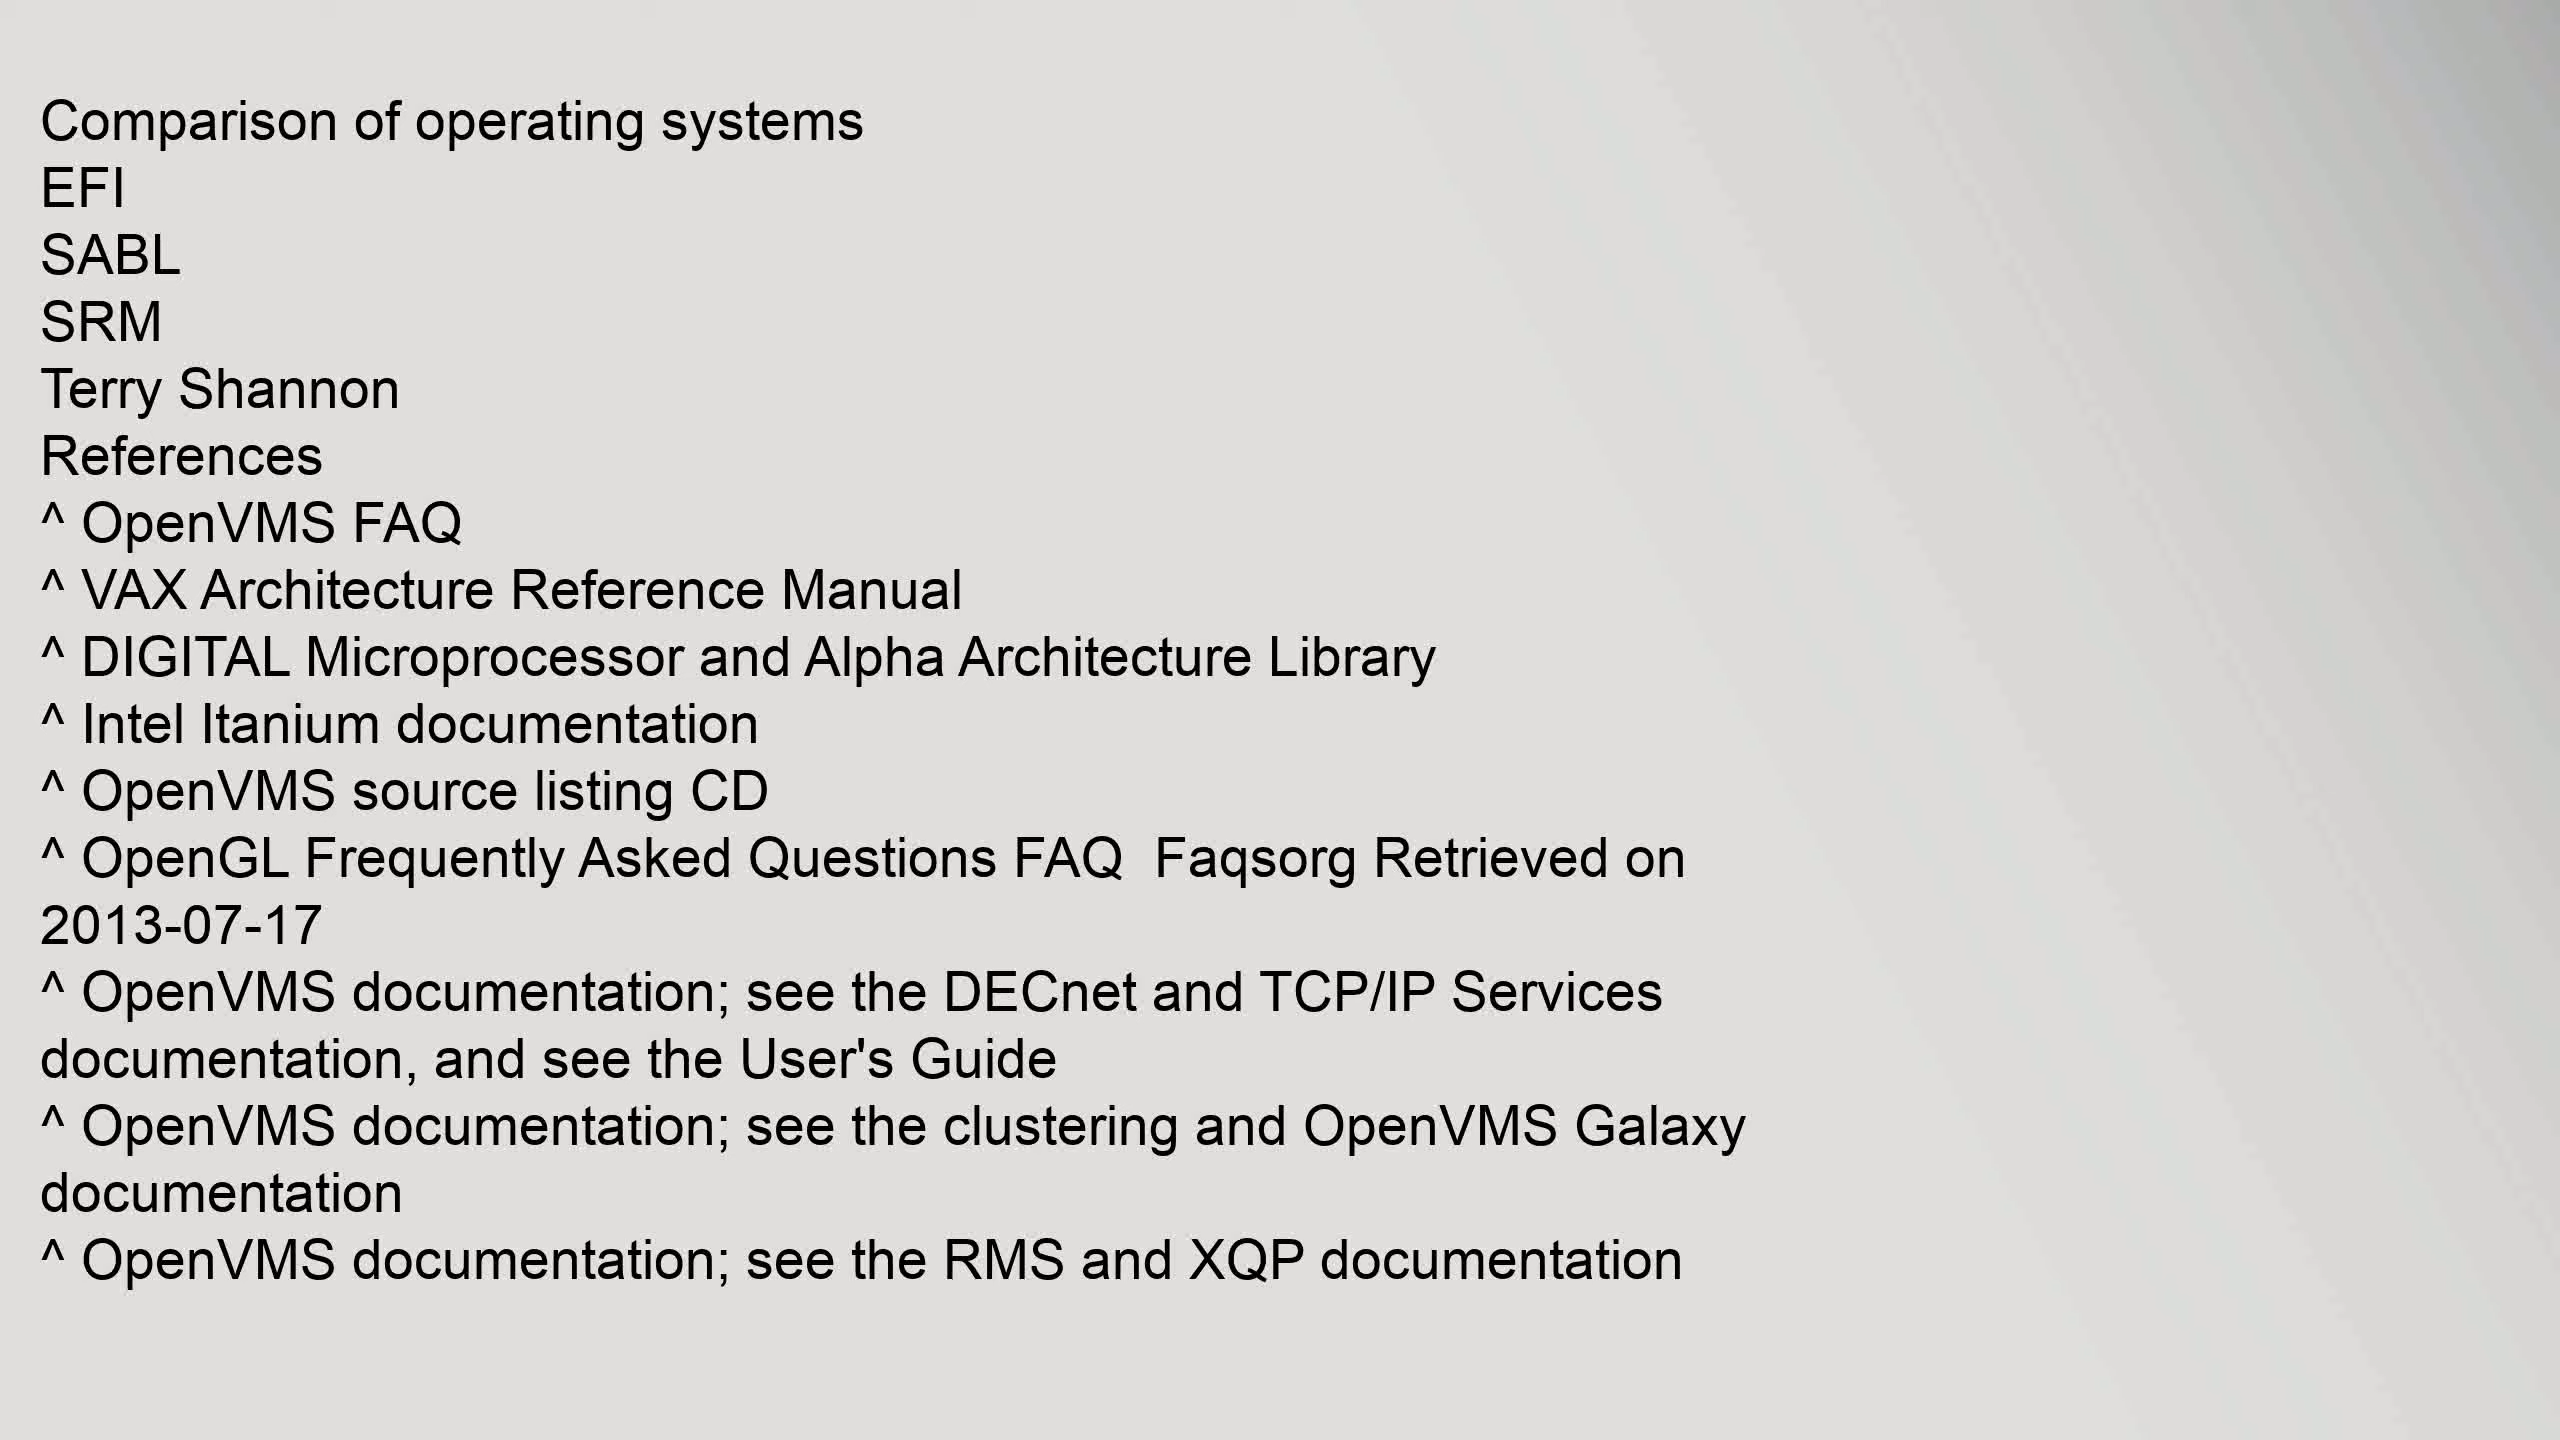 Comparison of operating systems
EFI
SABL
SRM
Terry Shannon
References
^ OpenVMS FAQ
^ VAX Architecture Reference Manual
^ DIGITAL Microprocessor and Alpha Architecture Library
^ Intel Itanium documentation
^ OpenVMS source listing CD
^ OpenGL Frequently Asked Questions FAQ  Faqsorg Retrieved on
2013-07-17
^ OpenVMS documentation; see the DECnet and TCP/IP Services
documentation, and see the User's Guide
^ OpenVMS documentation; see the clustering and OpenVMS Galaxy
documentation
^ OpenVMS documentation; see the RMS and XQP documentation